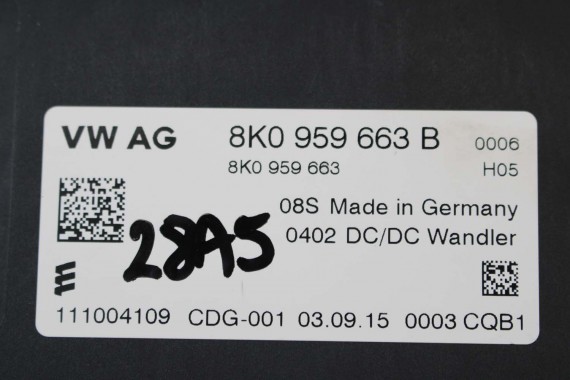 VW AG 8K0 959 663 B 0006
8K0 959 663 H05
08S Made in Germany
28A5 0402 DC/DC Wandler
111004109 CDG-001 03.09.15 0003 CQB1